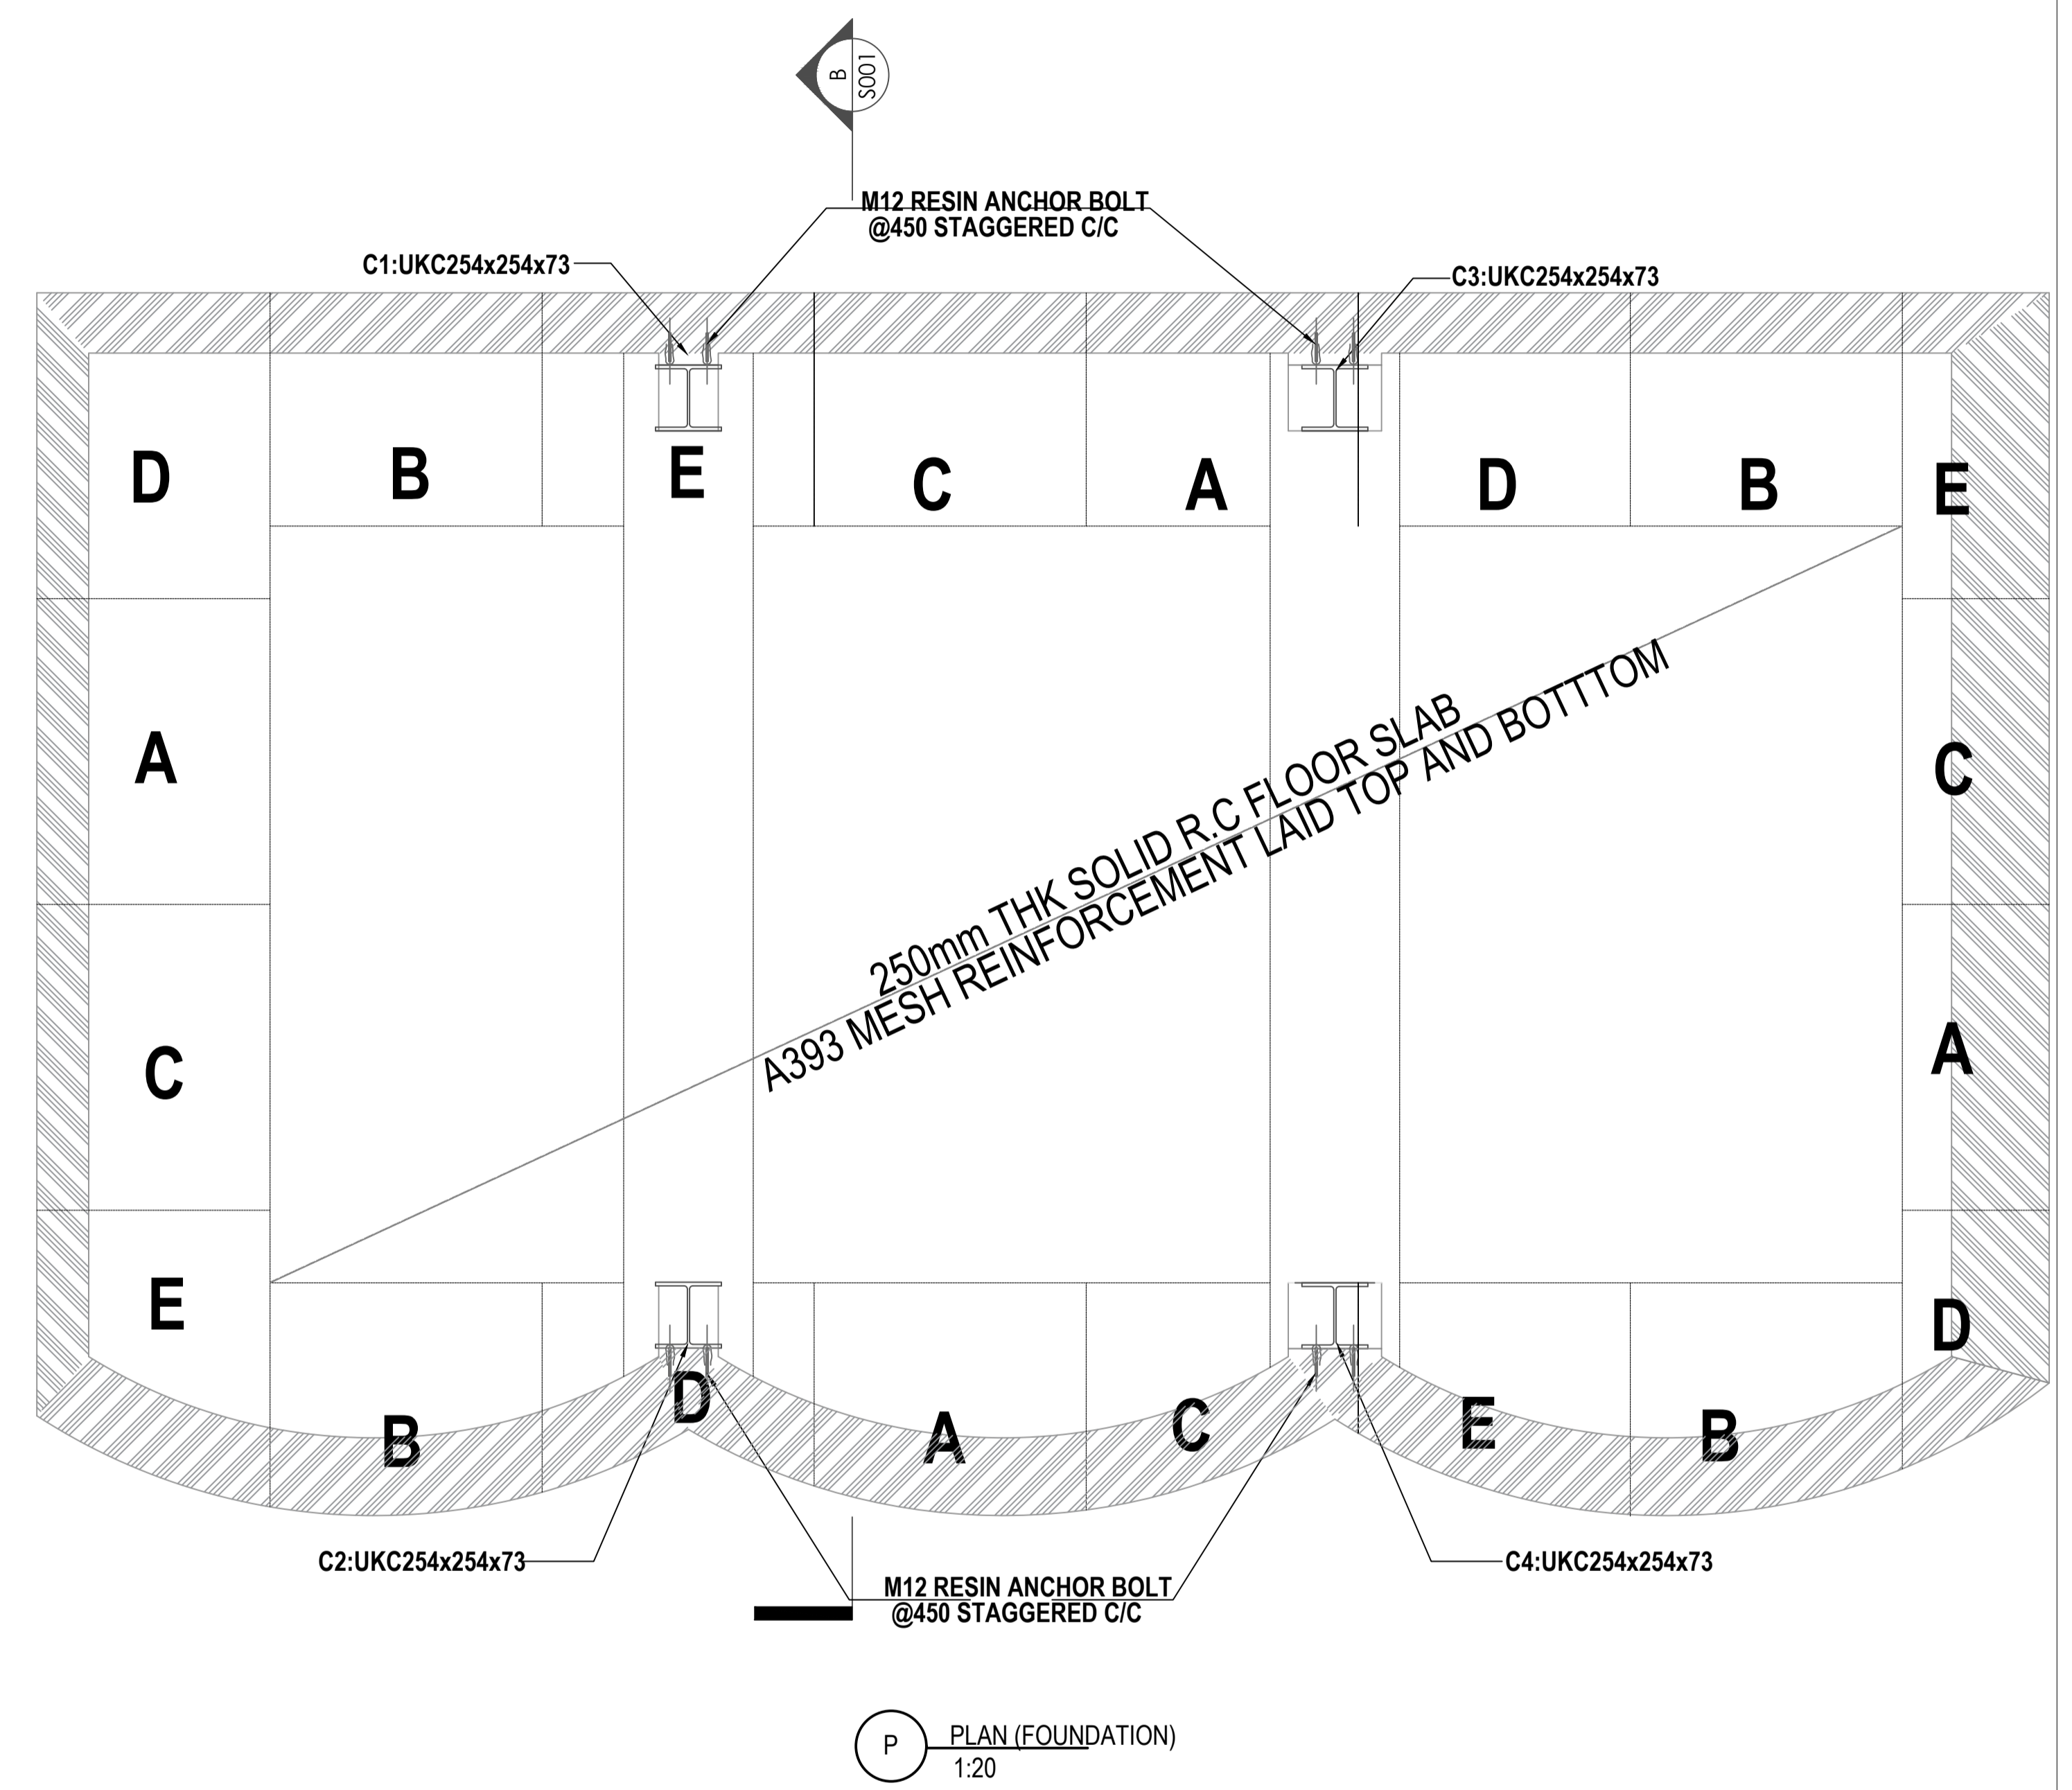 B
S001
M12 RESIN ANCHOR BOLT
@450 STAGGERED C/C
C1:UKC254x254x73
C3:UKC254x254x73
D
B
E
C
A
D
B
E
A
C
250mm THK SOLID R.C FLOOR SLAB
A393 MESH REINFORCEMENT LAID TOP AND BOTTTOM
C
A
E
D
B
D
A
C
E
B
C2:UKC254x254x73
C4:UKC254x254x73
M12 RESIN ANCHOR BOLT
@450 STAGGERED C/C
P
PLAN (FOUNDATION)
1:20